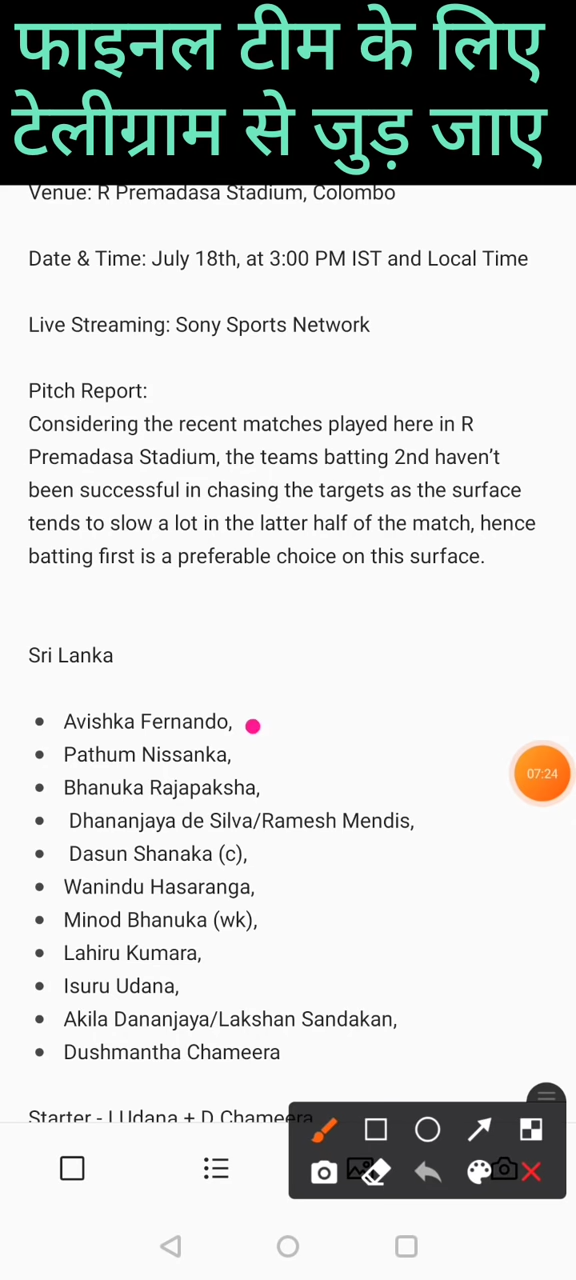 फाइनल टीम के लिए
टेलीग्राम से जुड़ जाए
Venue: R Premadasa Stadium, Colombo
Date & Time: July 18th, at 3:00 PM IST and Local Time
Live Streaming: Sony Sports Network
Pitch Report:
Considering the recent matches played here in R
Premadasa Stadium, the teams batting 2nd haven’t
been successful in chasing the targets as the surface
tends to slow a lot in the latter half of the match, hence
batting first is a preferable choice on this surface.
Sri Lanka
Avishka Fernando,
Pathum Nissanka,
Bhanuka Rajapaksha,
Dhananjaya de Silva/Ramesh Mendis,
Dasun Shanaka (c),
07:24
Wanindu Hasaranga,
Minod Bhanuka (wk),
Lahiru Kumara,
Isuru Udana,
Akila Dananjaya/Lakshan Sandakan,
Dushmantha Chameera
Starter - I Udana + D Chameera